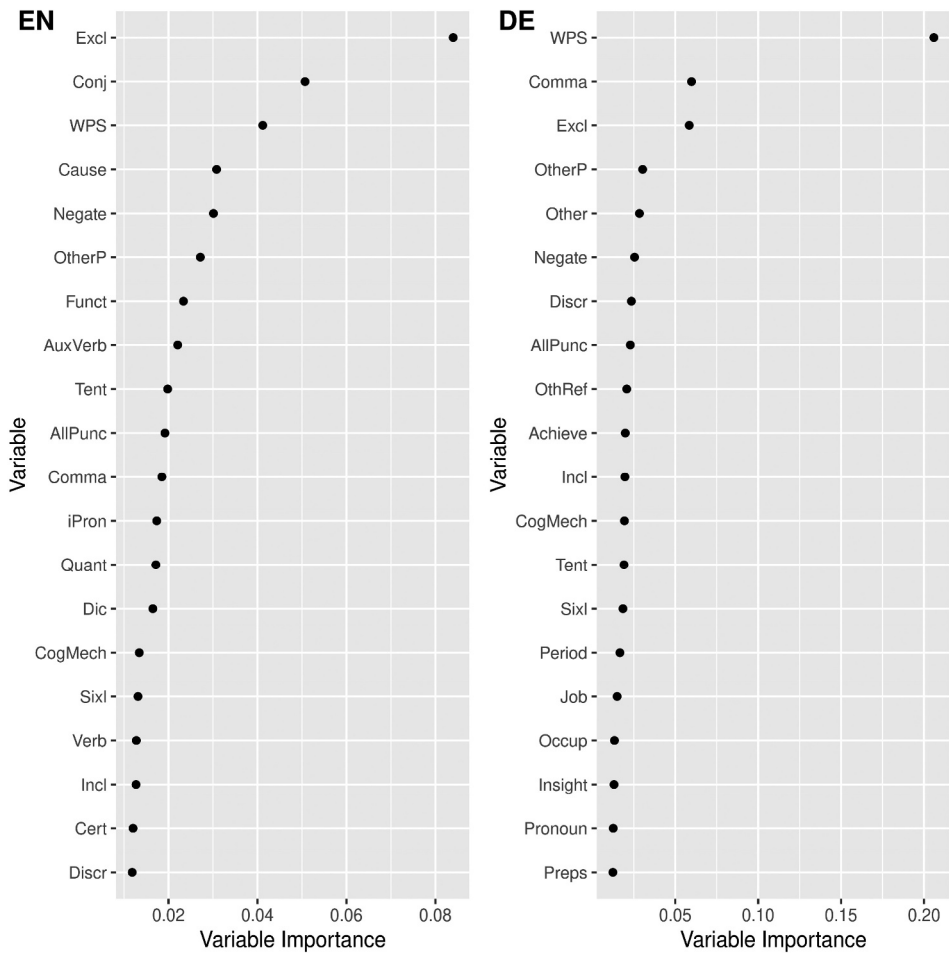 EN
Excl
Conj
WPS
Cause
Negate
OtherP
Funct
AuxVerb
Tent
AllPunc
Comma
iPron
Quant
Dic
CogMech
Sixl
Verb
Incl
Cert
Discr
Variable
0.02 0.04 0.06 0.08
Variable Importance
DE
WPS
Comma
Excl
OtherP
Other
Negate
Discr
AllPunc
OthRef
Achieve
Incl
CogMech
Tent
Sixl
Period
Job
Occup
Insight
Pronoun
Preps
Variable
0.05 0.10 0.15 0.20
Variable Importance